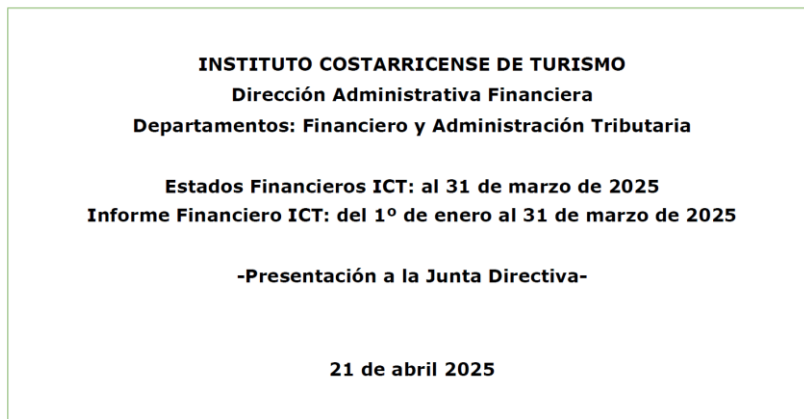 INSTITUTO COSTARRICENSE DE TURISMO
Dirección Administrativa Financiera
Departamentos: Financiero y Administración Tributaria
Estados Financieros ICT: al 31 de marzo de 2025
Informe Financiero ICT: del 1º de enero al 31 de marzo de 2025
-Presentación a la Junta Directiva-
21 de abril 2025